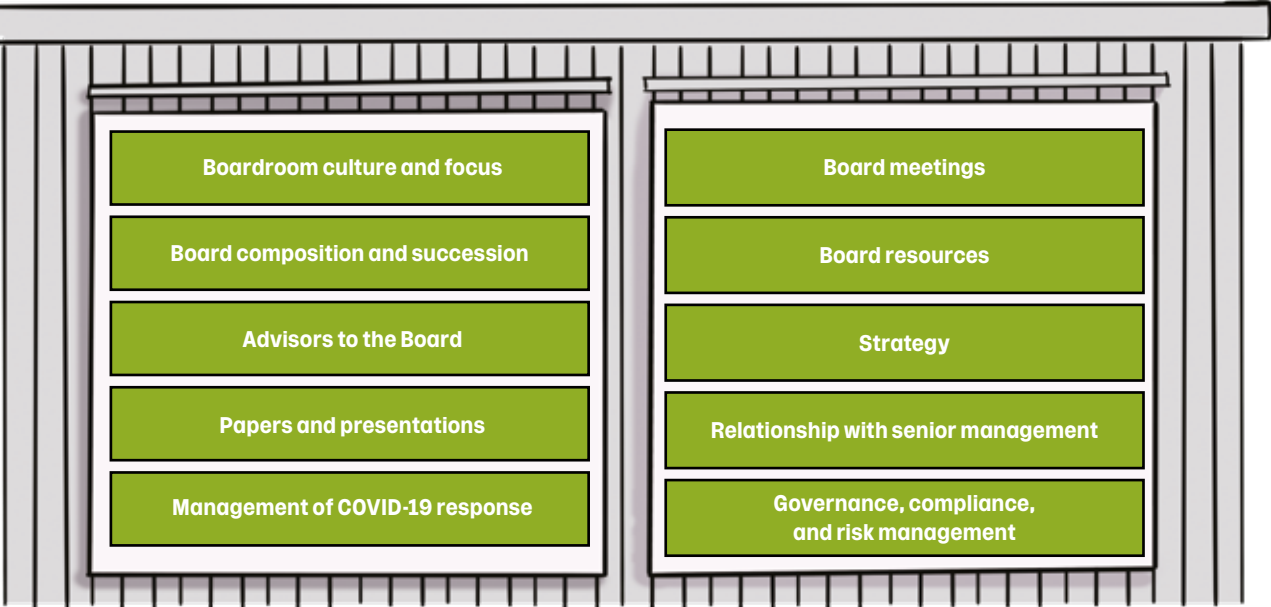 Boardroom culture and focus
Board composition and succession
Advisors to the Board
Papers and presentations
Management of COVID-19 response
Board meetings
Board resources
Strategy
Relationship with senior management
Governance, compliance,
and risk management